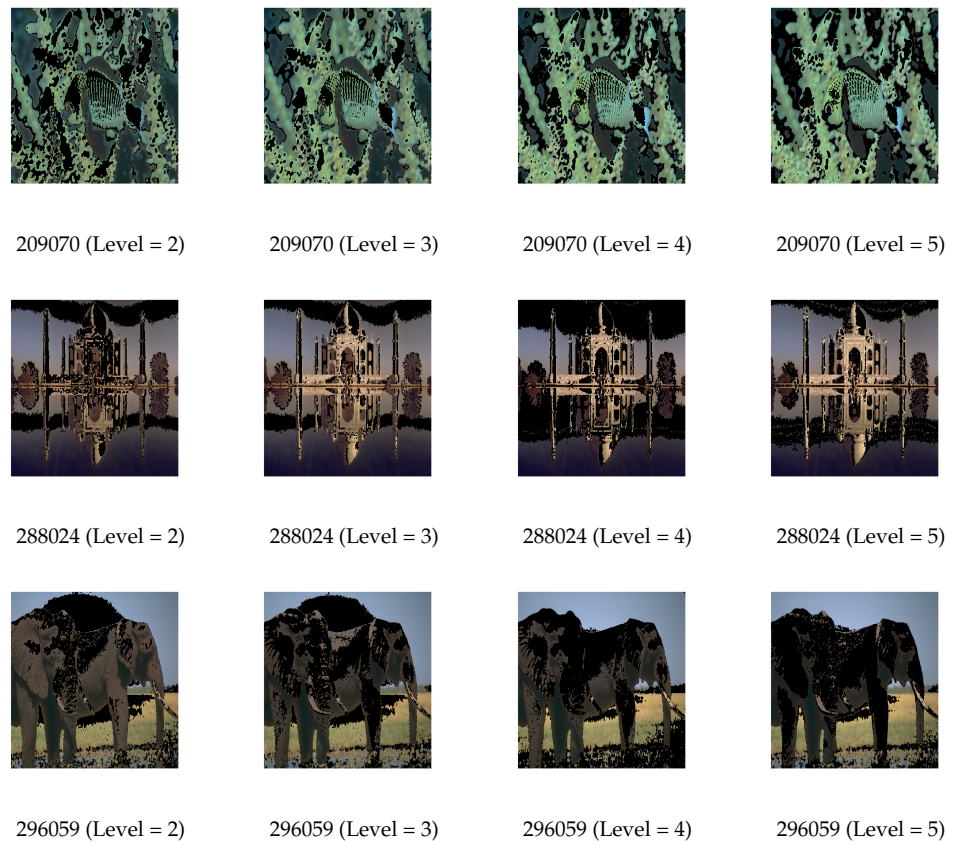 209070 (Level = 2) 209070 (Level = 3) 209070 (Level = 4) 209070 (Level = 5)
288024 (Level = 2) 288024 (Level = 3) 288024 (Level = 4) 288024 (Level = 5)
296059 (Level = 2) 296059 (Level = 3) 296059 (Level = 4) 296059 (Level = 5)